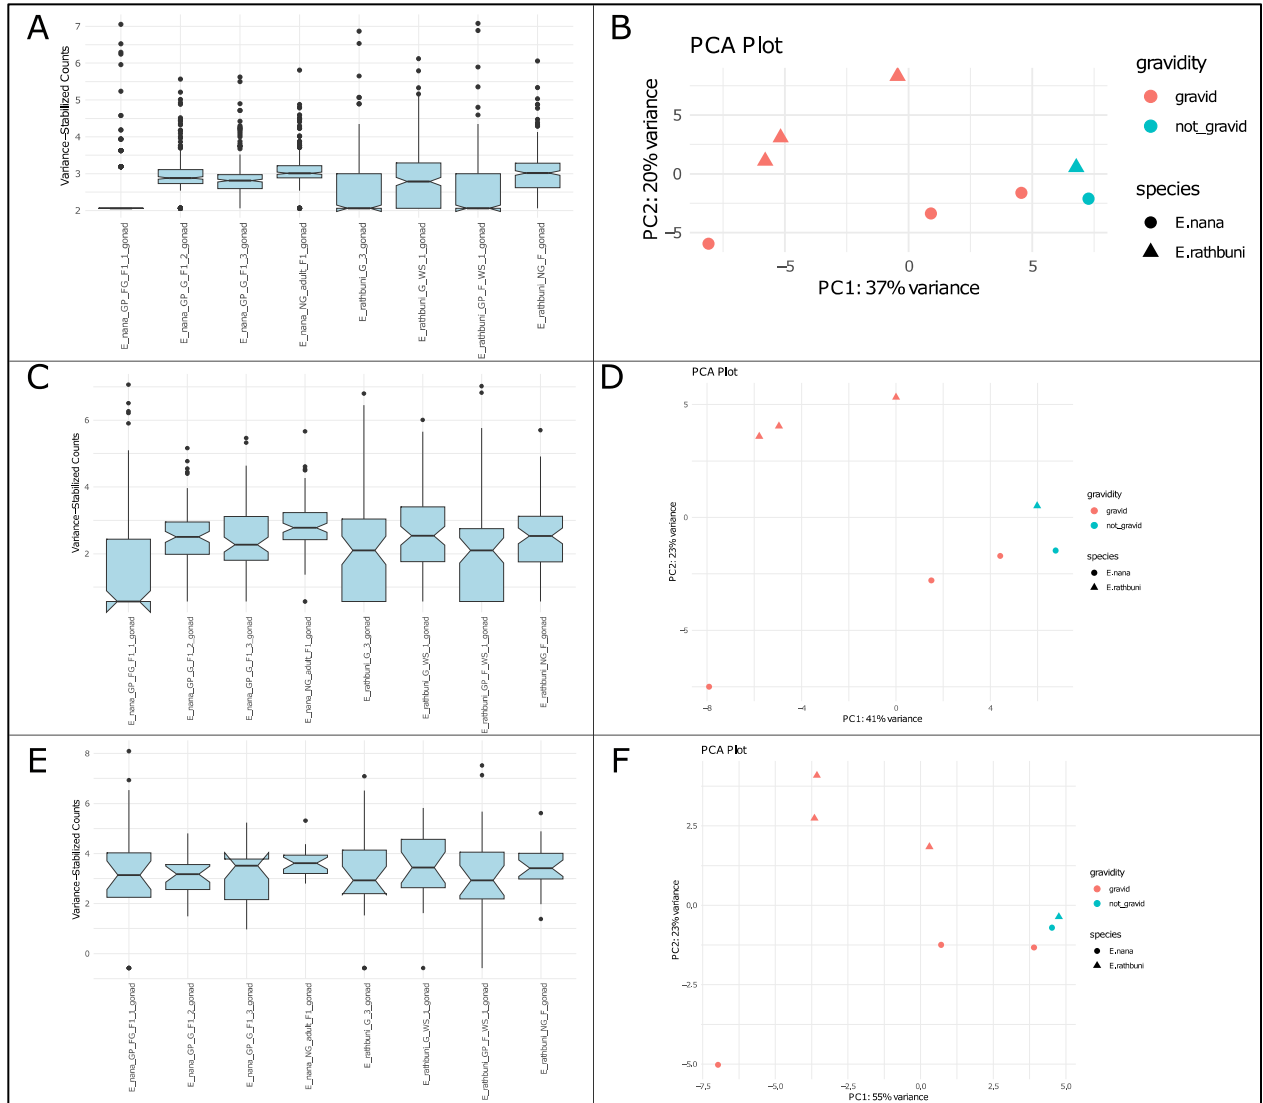 A
Variance−Stabilized Counts
7
6
5
4
3
2
E_nana_GP_FG_F1_1_gonad
E_nana_GP_G_F1_2_gonad
E_nana_GP_G_F1_3_gonad
E_nana_NG_adult_F1_gonad
E_rathbuni_G_3_gonad
E_rathbuni_G_WS_1_gonad
E_rathbuni_GP_F_WS_1_gonad
E_rathbuni_NG_F_gonad
B
PCA Plot
PC2: 20% variance
5
0
−5
−5
0
5
PC1: 37% variance
gravidity
gravid
not_gravid
species
E.nana
E.rathbuni
C
Variance−Stabilized Counts
6
4
2
E_nana_GP_FG_F1_1_gonad
E_nana_GP_G_F1_2_gonad
E_nana_GP_G_F1_3_gonad
E_nana_NG_adult_F1_gonad
E_rathbuni_G_3_gonad
E_rathbuni_G_WS_1_gonad
E_rathbuni_GP_F_WS_1_gonad
E_rathbuni_NG_F_gonad
D
PCA Plot
PC2: 23% variance
5
0
−5
−8
−4
0
4
PC1: 41% variance
gravidity
gravid
not_gravid
species
E.nana
E.rathbuni
E
Variance−Stabilized Counts
8
6
4
2
0
E_nana_GP_FG_F1_1_gonad
E_nana_GP_G_F1_2_gonad
E_nana_GP_G_F1_3_gonad
E_nana_NG_adult_F1_gonad
E_rathbuni_G_3_gonad
E_rathbuni_G_WS_1_gonad
E_rathbuni_GP_F_WS_1_gonad
E_rathbuni_NG_F_gonad
F
PCA Plot
PC2: 23% variance
2,5
0,0
−2,5
−5,0
−7,5
−5,0
−2,5
0,0
2,5
5,0
PC1: 55% variance
gravidity
gravid
not_gravid
species
E.nana
E.rathbuni